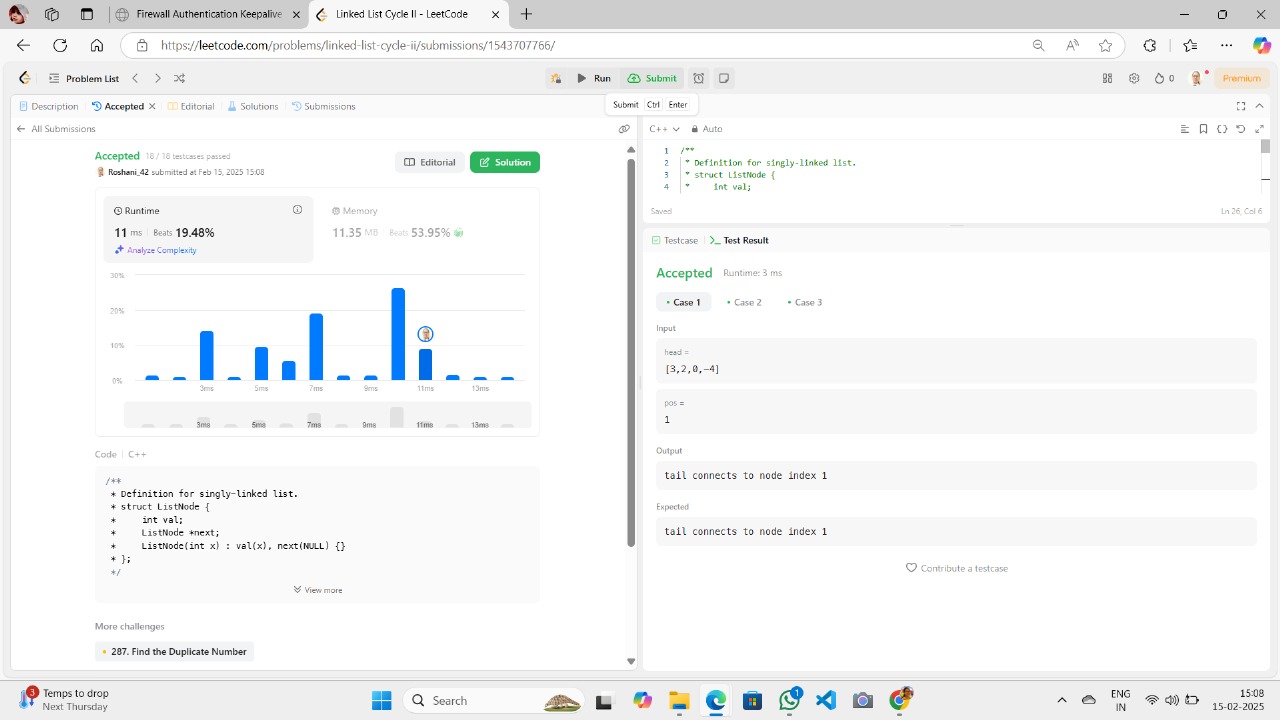 Firewall Authentication Keepalive
Linked List Cycle II - LeetCode
https://leetcode.com/problems/linked-list-cycle-ii/submissions/1543707766/
Problem List
Run
Submit
0
Premium
Description
Accepted
Editorial
Solutions
Submissions
Submit Ctrl Enter
All Submissions
C++
Auto
Accepted 18 / 18 testcases passed
Roshani_42 submitted at Feb 15, 2025 15:08
Editorial
Solution
Runtime
11 ms Beats 19.48%
Analyze Complexity
Memory
11.35 MB Beats 53.95%
30%
20%
10%
0%
3ms 5ms 7ms 9ms 11ms 13ms
3ms 5ms 7ms 9ms 11ms 13ms
Code C++
/**
* Definition for singly-linked list.
* struct ListNode {
* int val;
* ListNode *next;
* ListNode(int x) : val(x), next(NULL) {}
* };
*/
View more
More challenges
287. Find the Duplicate Number
1 /**
2 * Definition for singly-linked list.
3 * struct ListNode {
4 * int val;
Saved
Ln 26, Col 6
Testcase
Test Result
Accepted Runtime: 3 ms
Case 1
Case 2
Case 3
Input
head =
[3,2,0,-4]
pos =
1
Output
tail connects to node index 1
Expected
tail connects to node index 1
Contribute a testcase
3
Temps to drop
Next Thursday
Search
1
ENG
IN
15:08
15-02-2025